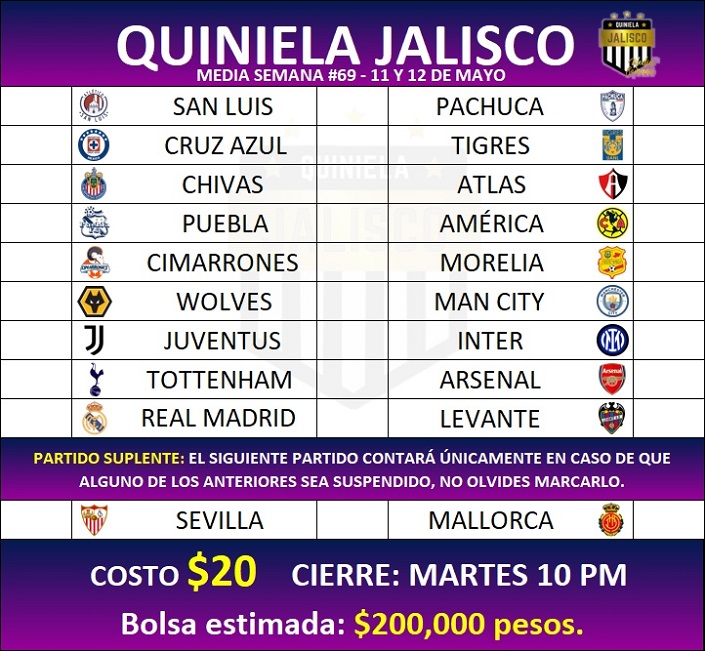 QUINIELA JALISCO
MEDIA SEMANA #69 - 11 Y 12 DE MAYO
JALISCO
SAN LUIS PACHUCA
CRUZ AZUL TIGRES
QUINIELA
CHIVAS ATLAS
JALISCO
PUEBLA AMÉRICA
CIMARRONES MORELIA
WOLVES MAN CITY
JUVENTUS INTER
TOTTENHAM ARSENAL
Arsenal
REAL MADRID LEVANTE
PARTIDO SUPLENTE: EL SIGUIENTE PARTIDO CONTARÁ ÚNICAMENTE EN CASO DE QUE
ALGUNO DE LOS ANTERIORES SEA SUSPENDIDO, NO OLVIDES MARCARLO.
SEVILLA MALLORCA
COSTO $20 CIERRE: MARTES 10 PM
Bolsa estimada: $200,000 pesos.